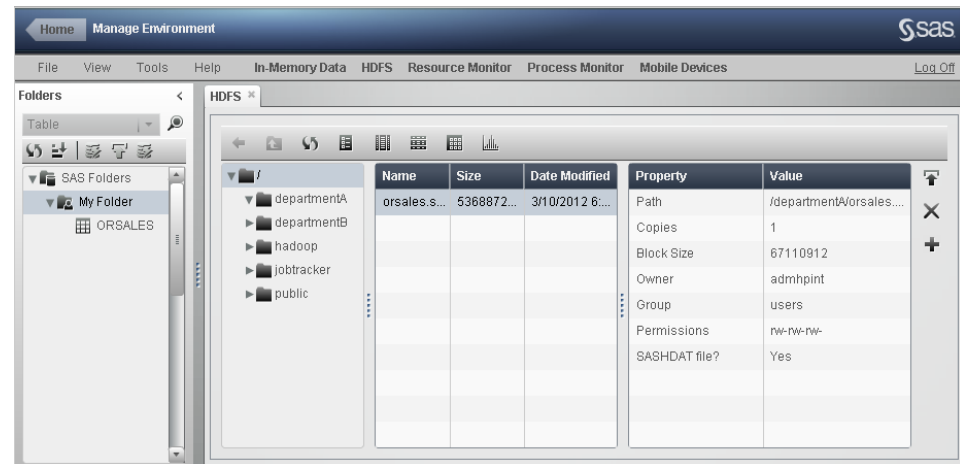 Home Manage Environment
sas
File View Tools Help In-Memory Data HDFS Resource Monitor Process Monitor Mobile Devices Log Off
Folders
HDFS
Table
SAS Folders
My Folder
ORSALES
/
departmentA
departmentB
hadoop
jobtracker
public
Name Size Date Modified
orsales.s... 5368872... 3/10/2012 6:...
Property Value
Path /departmentA/orsales....
Copies 1
Block Size 67110912
Owner admhpint
Group users
Permissions rw-rw-rw-
SASHDAT file? Yes